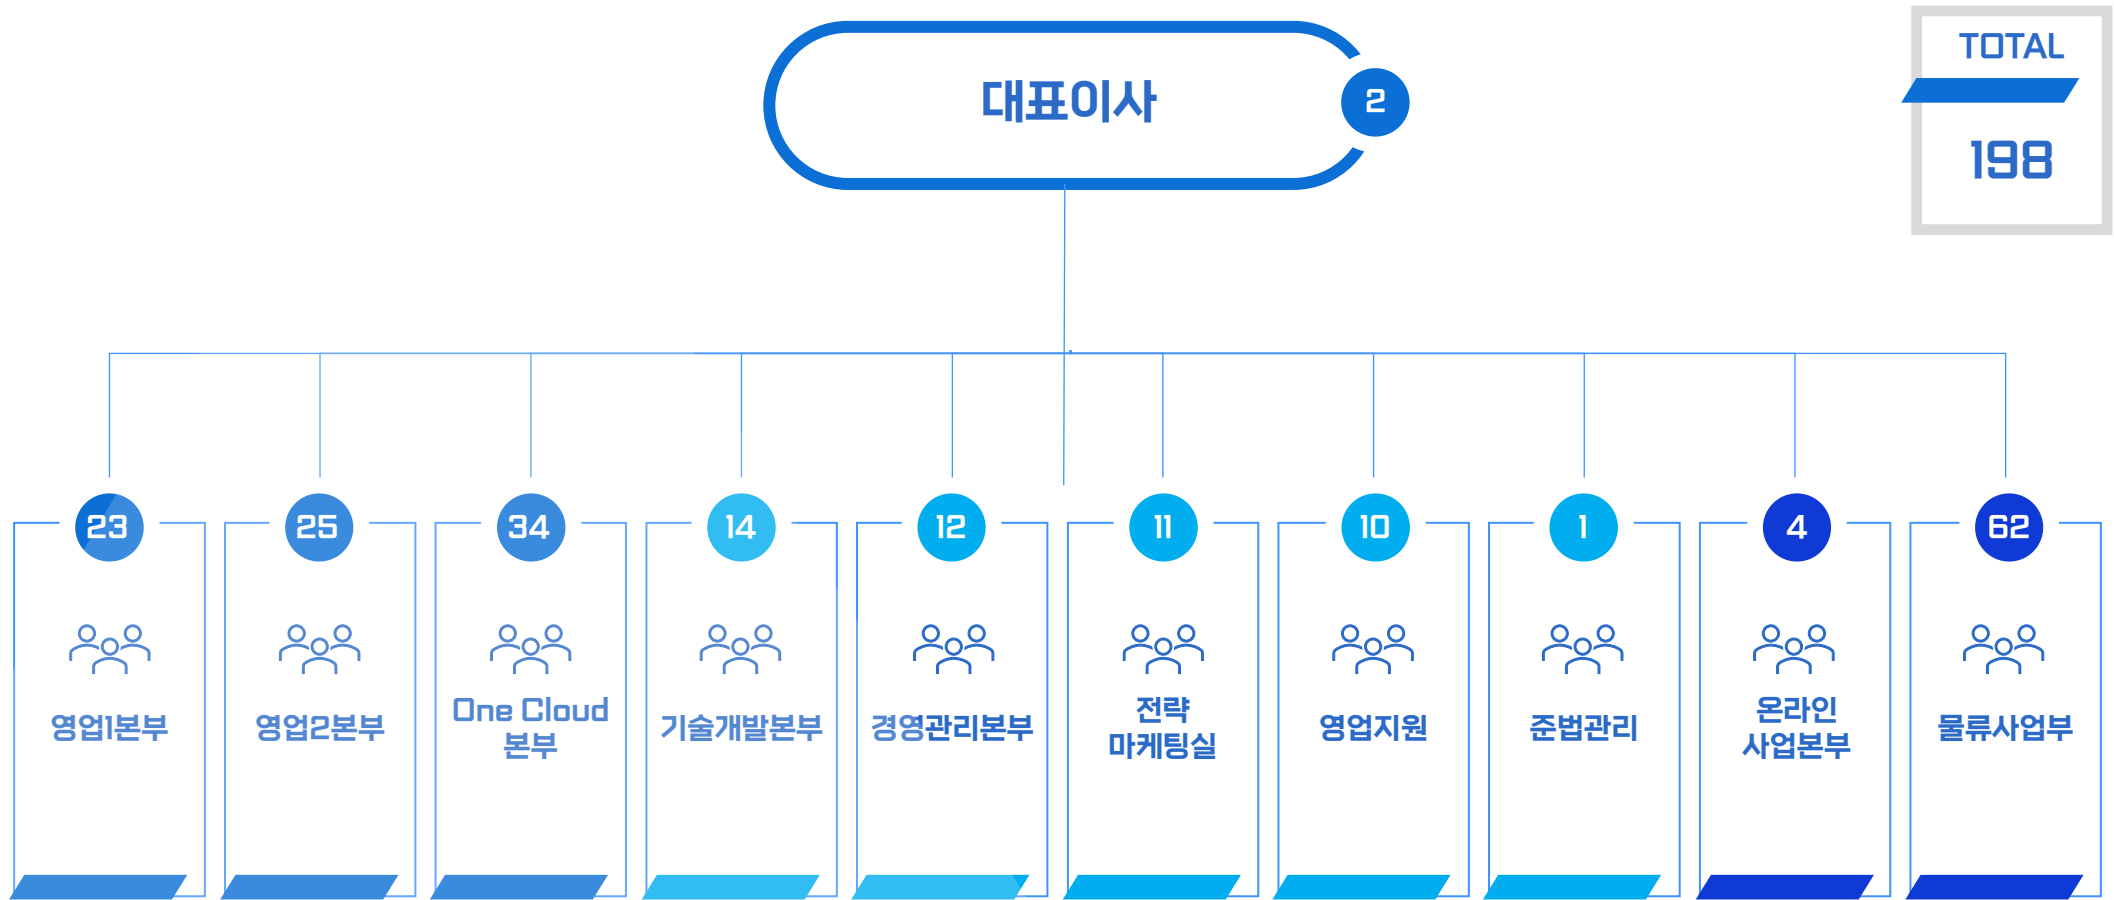 대표이사
2
TOTAL
198
23
영업1본부
25
영업2본부
34
One Cloud
본부
14
기술개발본부
12
경영관리본부
11
전략
마케팅실
10
영업지원
1
준법관리
4
온라인
사업본부
62
물류사업부